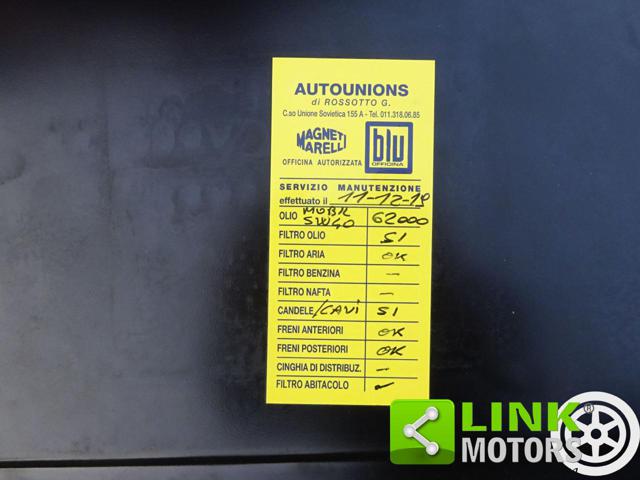 AUTOUNIONS
di ROSSOTTO G.
C.so Unione Sovietica 155 A - Tel. 011.318.06.85
MAGNETI MARELLI
OFFICINA AUTORIZZATA
blu
OFFICINA
SERVIZIO MANUTENZIONE
effettuato il 11-12-19
OLIO MOBIL 5W40 62000
FILTRO OLIO SI
FILTRO ARIA OK
FILTRO BENZINA -
FILTRO NAFTA -
CANDELE/CAVI SI
FRENI ANTERIORI OK
FRENI POSTERIORI OK
CINGHIA DI DISTRIBUZ. -
FILTRO ABITACOLO ✓
LINK
MOTORS
®